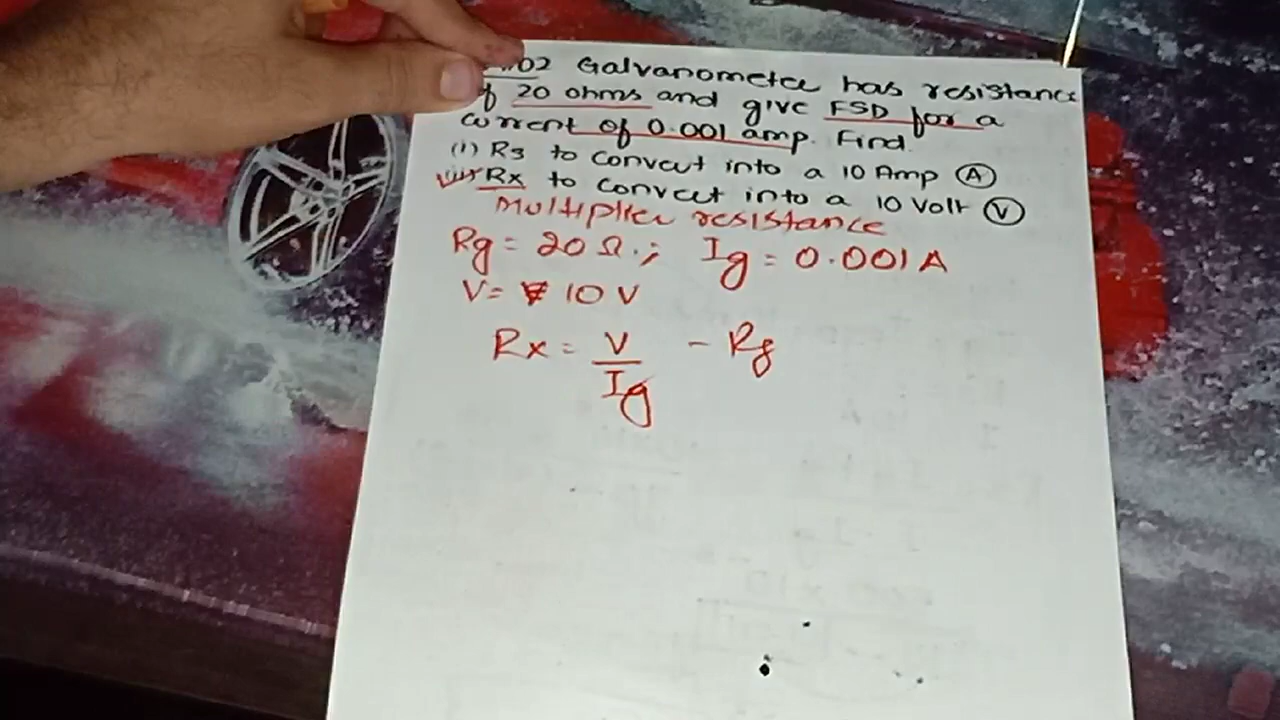 02 Galvanometer has resistance
of 20 ohms and give FSD for a
current of 0.001 amp. Find.
(i) Rs to convert into a 10 Amp A
(ii) Rx to convert into a 10 Volt V
Multiplier resistance
Rg = 20 Ω.; Ig = 0.001 A
V = 10 V
Rx = V/Ig - Rg